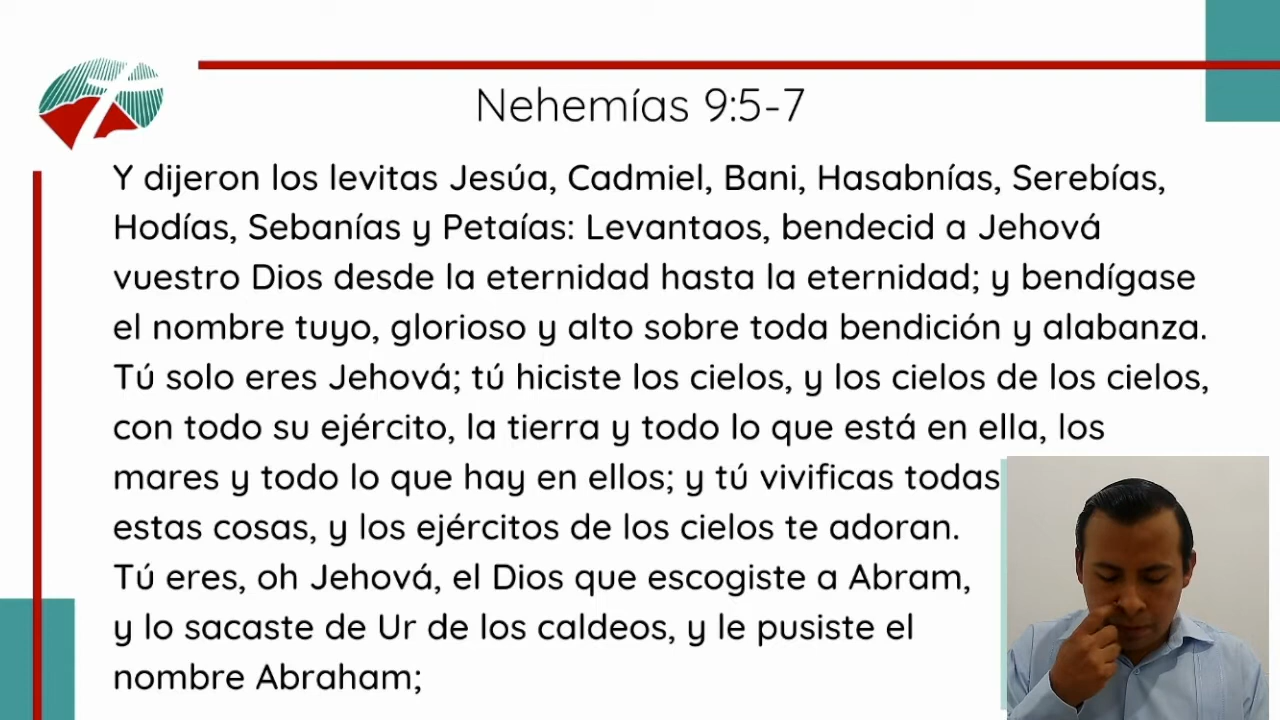 Nehemías 9:5-7
Y dijeron los levitas Jesúa, Cadmiel, Bani, Hasabnías, Serebías,
Hodías, Sebanías y Petaías: Levantaos, bendecid a Jehová
vuestro Dios desde la eternidad hasta la eternidad; y bendígase
el nombre tuyo, glorioso y alto sobre toda bendición y alabanza.
Tú solo eres Jehová; tú hiciste los cielos, y los cielos de los cielos,
con todo su ejército, la tierra y todo lo que está en ella, los
mares y todo lo que hay en ellos; y tú vivificas todas
estas cosas, y los ejércitos de los cielos te adoran.
Tú eres, oh Jehová, el Dios que escogiste a Abram,
y lo sacaste de Ur de los caldeos, y le pusiste el
nombre Abraham;